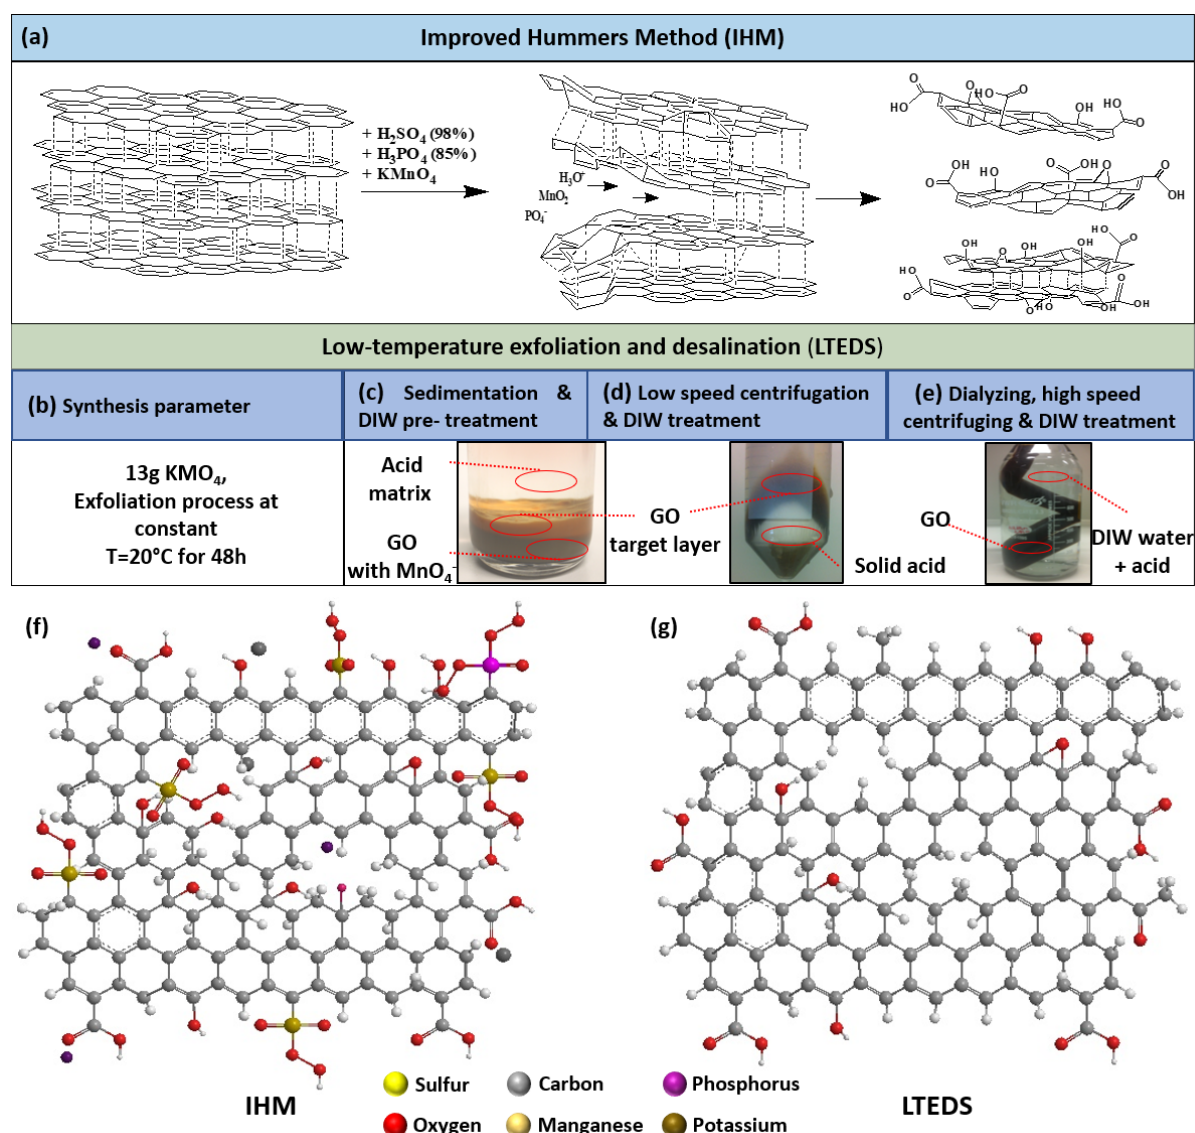 (a)
Improved Hummers Method (IHM)
+ H₂SO₄ (98%)
+ H₃PO₄ (85%)
+ KMnO₄
H₃O⁺
MnO₂
PO₄⁻
HO
O
O
OH
O
OH
O
OH
O
OH
OH
O
OH
O
O
OH
OH
O
OH
OH
O
OH
HO
O
OH
HO
O
O
OH
O
HO
OH
Low-temperature exfoliation and desalination (LTEDS)
(b) Synthesis parameter
(c) Sedimentation &
DIW pre- treatment
(d) Low speed centrifugation
& DIW treatment
(e) Dialyzing, high speed
centrifuging & DIW treatment
13g KMO₄,
Exfoliation process at
constant
T=20°C for 48h
Acid
matrix
GO
with MnO₄⁻
GO
target layer
Solid acid
GO
DIW water
+ acid
(f)
(g)
IHM
LTEDS
Sulfur
Carbon
Phosphorus
Oxygen
Manganese
Potassium